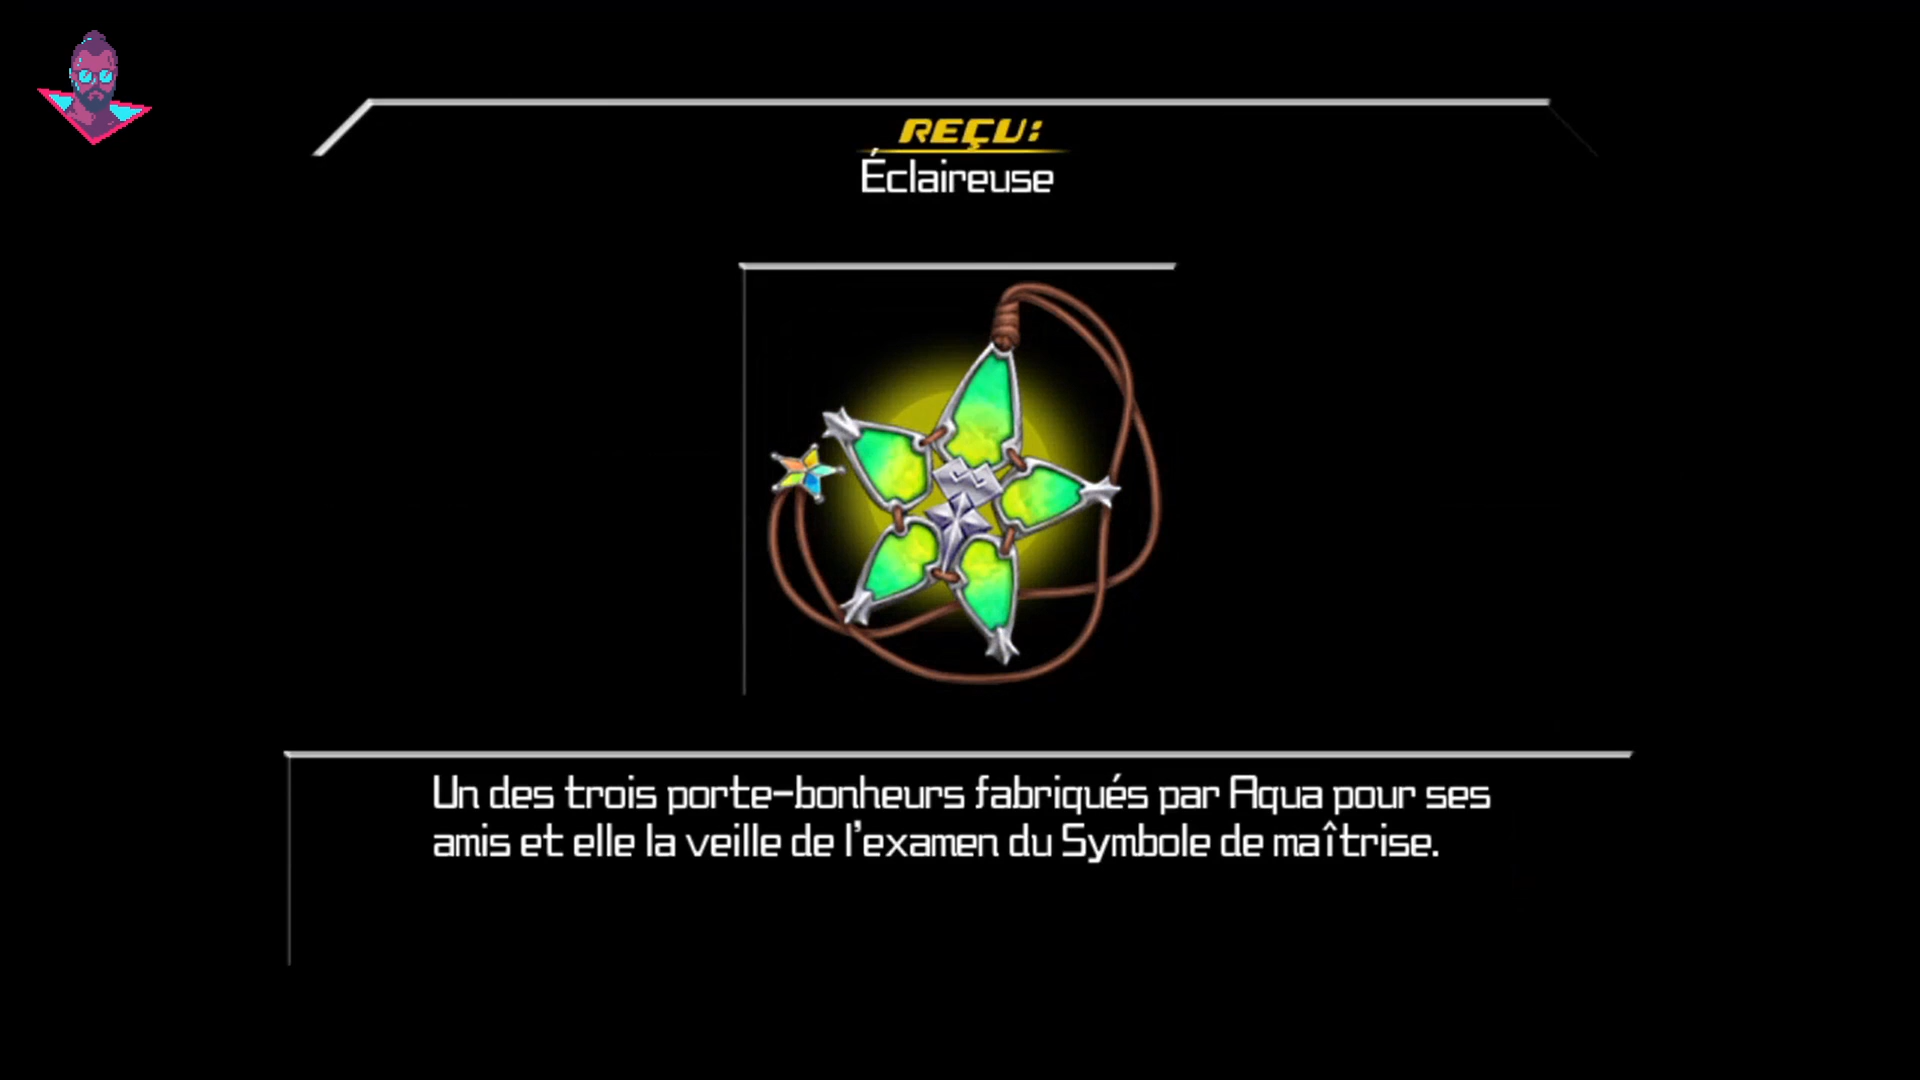 REÇU:
Éclaireuse
Un des trois porte-bonheurs fabriqués par Aqua pour ses
amis et elle la veille de l'examen du Symbole de maîtrise.